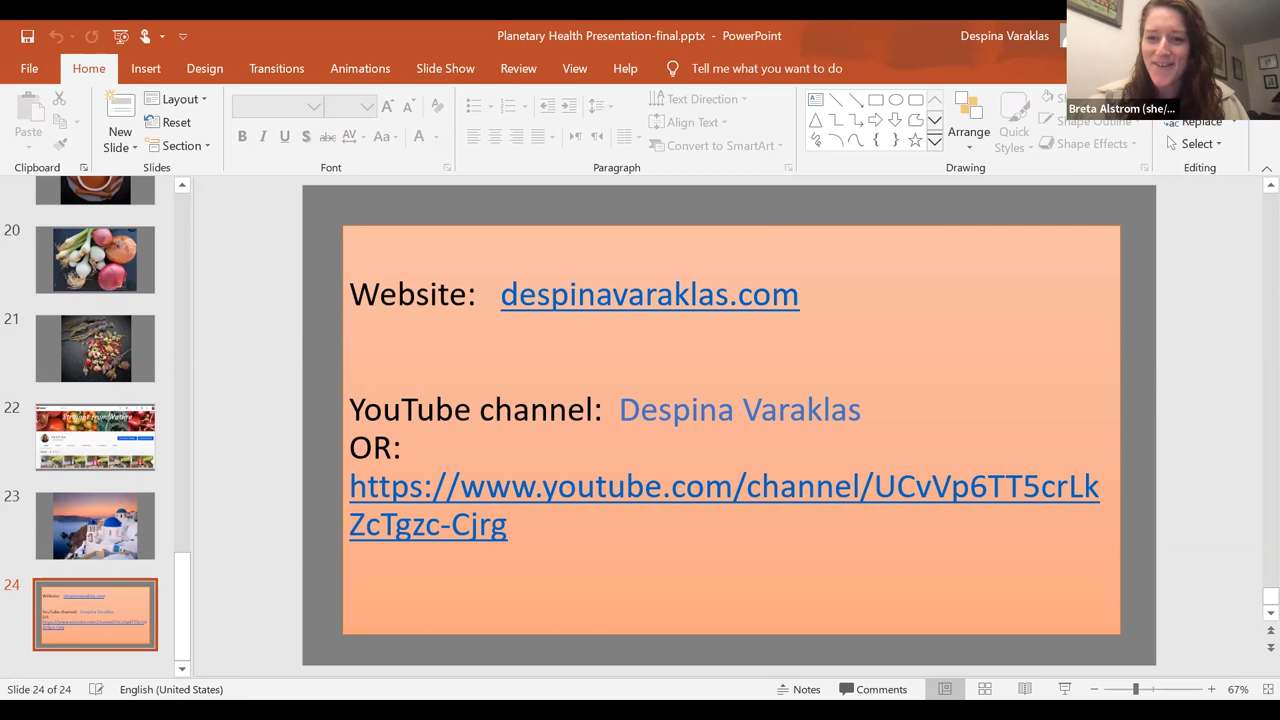 Planetary Health Presentation-final.pptx - PowerPoint
Despina Varaklas
File Home Insert Design Transitions Animations Slide Show Review View Help Tell me what you want to do
Breta Alstrom (she/...
Paste
New Slide
Layout
Reset
Section
Text Direction
Align Text
Convert to SmartArt
Arrange
Quick Styles
Shape Outline
Shape Effects
Replace
Select
Clipboard Slides Font Paragraph Drawing Editing
20
21
22
23
24
Website: despinavaraklas.com
YouTube channel: Despina Varaklas
OR:
https://www.youtube.com/channel/UCvVp6TT5crLk
ZcTgzc-Cjrg
Slide 24 of 24 English (United States) Notes Comments 67%